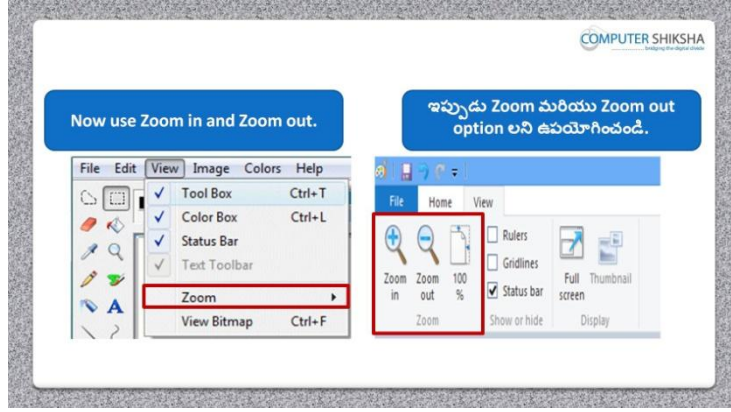 COMPUTER SHIKSHA
bridging the digital divide
Now use Zoom in and Zoom out.
ఇప్పుడు Zoom మరియు Zoom out
option లని ఉపయోగించండి.
File Edit View Image Colors Help
Tool Box Ctrl+T
Color Box Ctrl+L
Status Bar
Text Toolbar
Zoom
View Bitmap Ctrl+F
File Home View
Zoom in
Zoom out
100 %
Zoom
Rulers
Gridlines
Status bar
Show or hide
Full screen
Thumbnail
Display